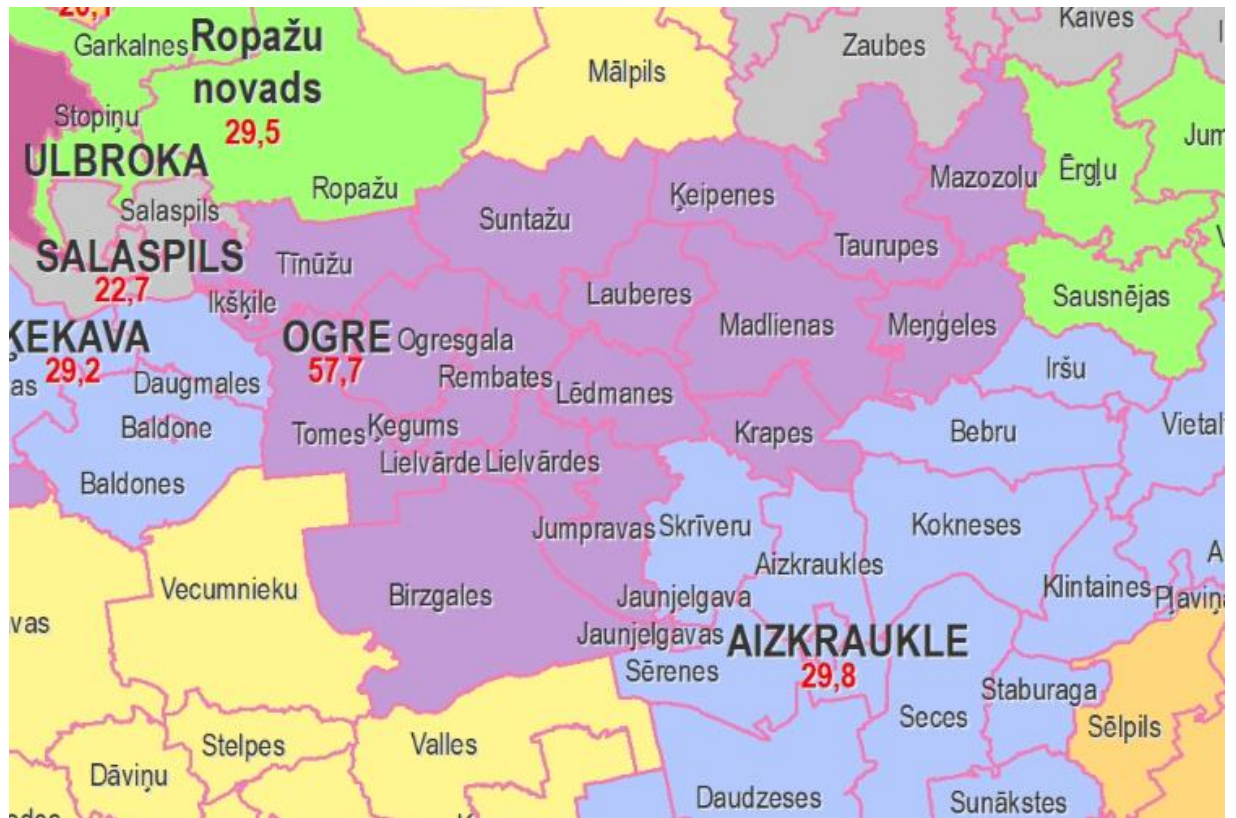 Garkalnes
Ropažu
novads
29,5
Stopiņu
ULBROKA
Mālpils
Zaubes
Kaives
Ropažu
Salaspils
SALASPILS
22,7
Suntažu
Ķeipenes
Mazozolu
Ērgļu
Taurupes
Tīnūžu
Ikšķile
Lauberes
Sausnējas
OGRE
57,7
Ogresgala
Madlienas
Meņģeles
ĶEKAVA
29,2
Daugmales
Rembates
Lēdmanes
Iršu
Baldone
Tomes
Ķegums
Krapes
Bebru
Lielvārde
Lielvārdes
Baldones
Jumpravas
Skrīveru
Kokneses
Aizkraukles
Vecumnieku
Birzgales
Jaunjelgava
Klintaines
Jaunjelgavas
AIZKRAUKLE
29,8
Sērenes
Staburaga
Seces
Sēlpils
Stelpes
Valles
Dāviņu
Daudzeses
Sunākstes